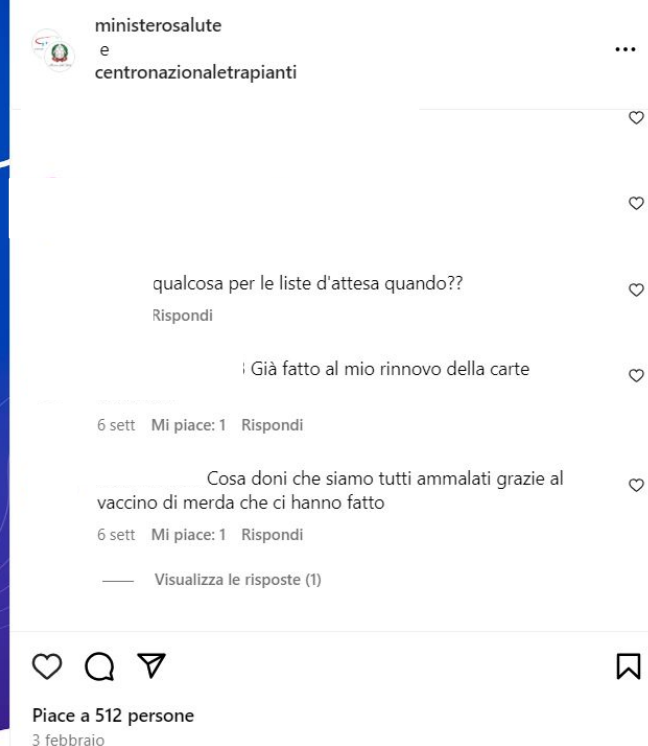 ministerosalute
e
centronazionaletrapianti
qualcosa per le liste d'attesa quando??
Rispondi
Già fatto al mio rinnovo della carte
6 sett Mi piace: 1 Rispondi
Cosa doni che siamo tutti ammalati grazie al
vaccino di merda che ci hanno fatto
6 sett Mi piace: 1 Rispondi
Visualizza le risposte (1)
Piace a 512 persone
3 febbraio